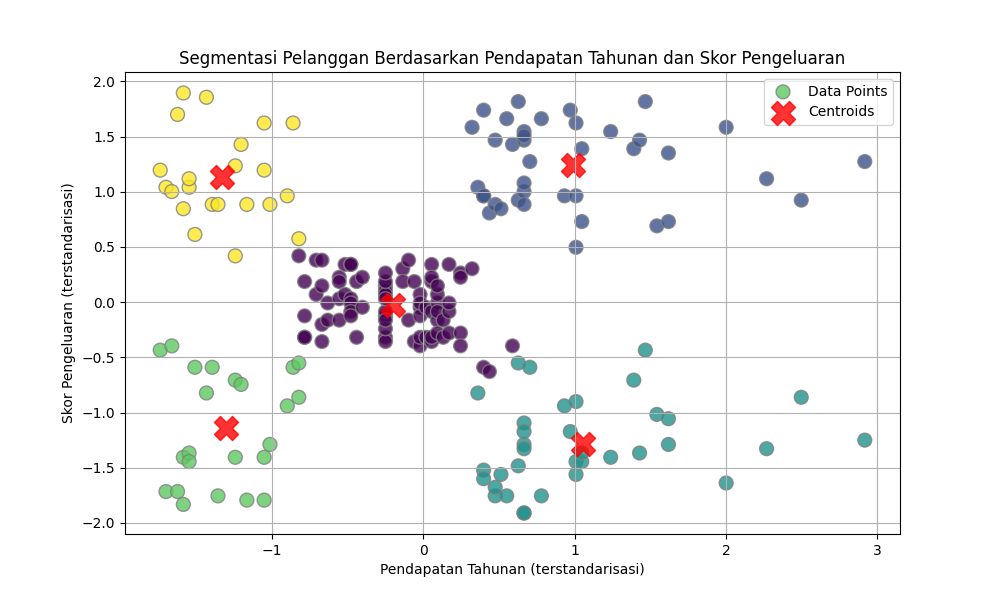 Segmentasi Pelanggan Berdasarkan Pendapatan Tahunan dan Skor Pengeluaran
Data Points
Centroids
Skor Pengeluaran (terstandarisasi)
2.0
1.5
1.0
0.5
0.0
−0.5
−1.0
−1.5
−2.0
−1
0
1
2
3
Pendapatan Tahunan (terstandarisasi)